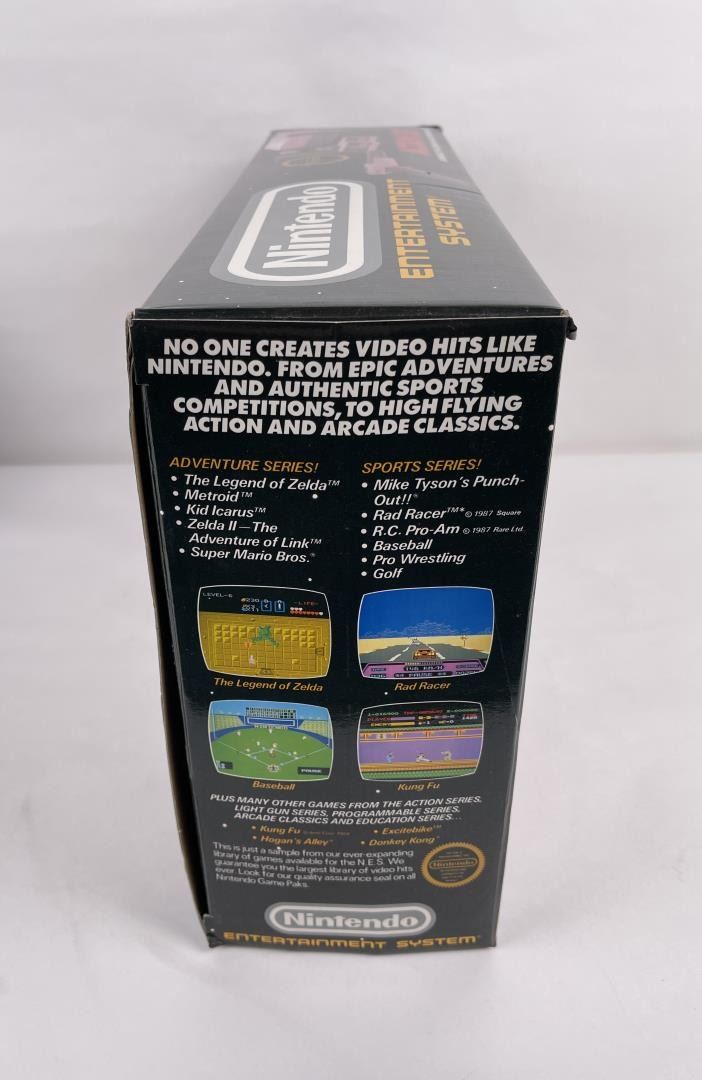 Nintendo
ENTERTAINMENT
SYSTEM
NO ONE CREATES VIDEO HITS LIKE
NINTENDO. FROM EPIC ADVENTURES
AND AUTHENTIC SPORTS
COMPETITIONS, TO HIGH FLYING
ACTION AND ARCADE CLASSICS.
ADVENTURE SERIES!
• The Legend of Zelda™
• Metroid™
• Kid Icarus™
• Zelda II—The
Adventure of Link™
• Super Mario Bros.®
SPORTS SERIES!
• Mike Tyson's Punch-
Out!!®
• Rad Racer™* © 1987 Square
• R.C. Pro-Am © 1987 Rare Ltd.
• Baseball
• Pro Wrestling
• Golf
LEVEL-6
-LIFE-
The Legend of Zelda
Rad Racer
PAUSE
Baseball
Kung Fu
PLUS MANY OTHER GAMES FROM THE ACTION SERIES,
LIGHT GUN SERIES, PROGRAMMABLE SERIES,
ARCADE CLASSICS AND EDUCATION SERIES...
• Kung Fu
• Excitebike™
• Hogan's Alley™
• Donkey Kong™
This is just a sample from our ever-expanding
library of games available for the N.E.S. We
guarantee you the largest library of video hits
ever. Look for our quality assurance seal on all
Nintendo Game Paks.
Nintendo
Nintendo
ENTERTAINMENT SYSTEM®